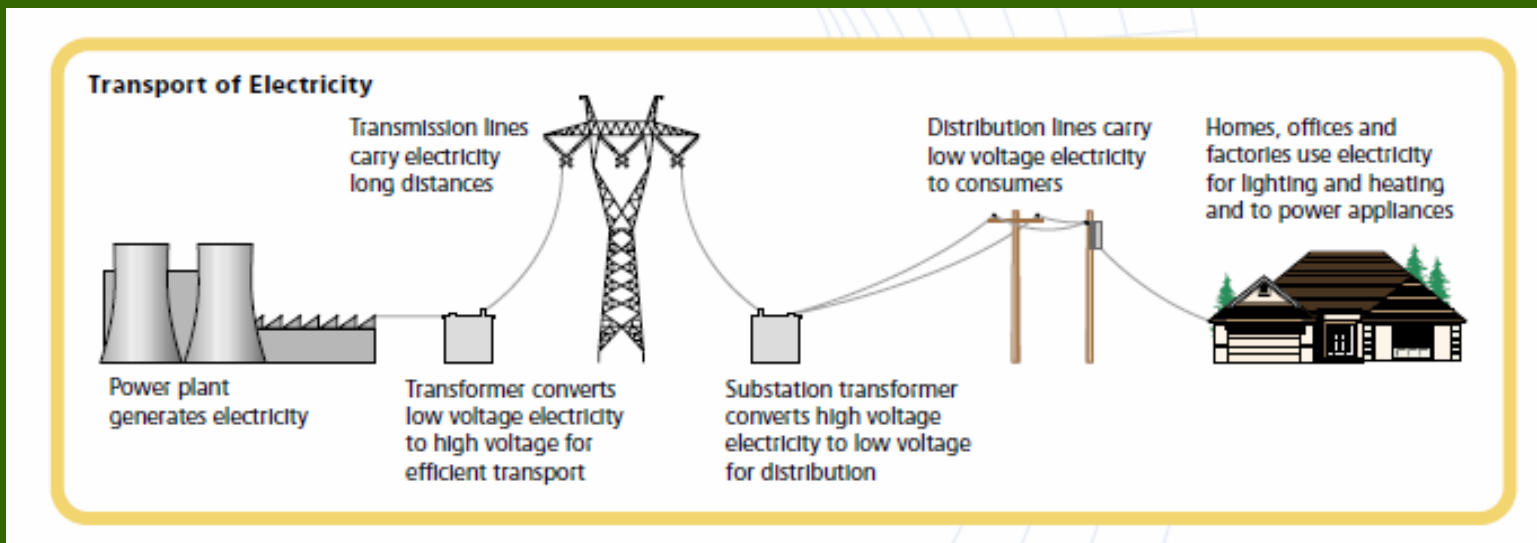 Transport of Electricity
Transmission lines
carry electricity
long distances
Distribution lines carry
low voltage electricity
to consumers
Homes, offices and
factories use electricity
for lighting and heating
and to power appliances
Power plant
generates electricity
Transformer converts
low voltage electricity
to high voltage for
efficient transport
Substation transformer
converts high voltage
electricity to low voltage
for distribution